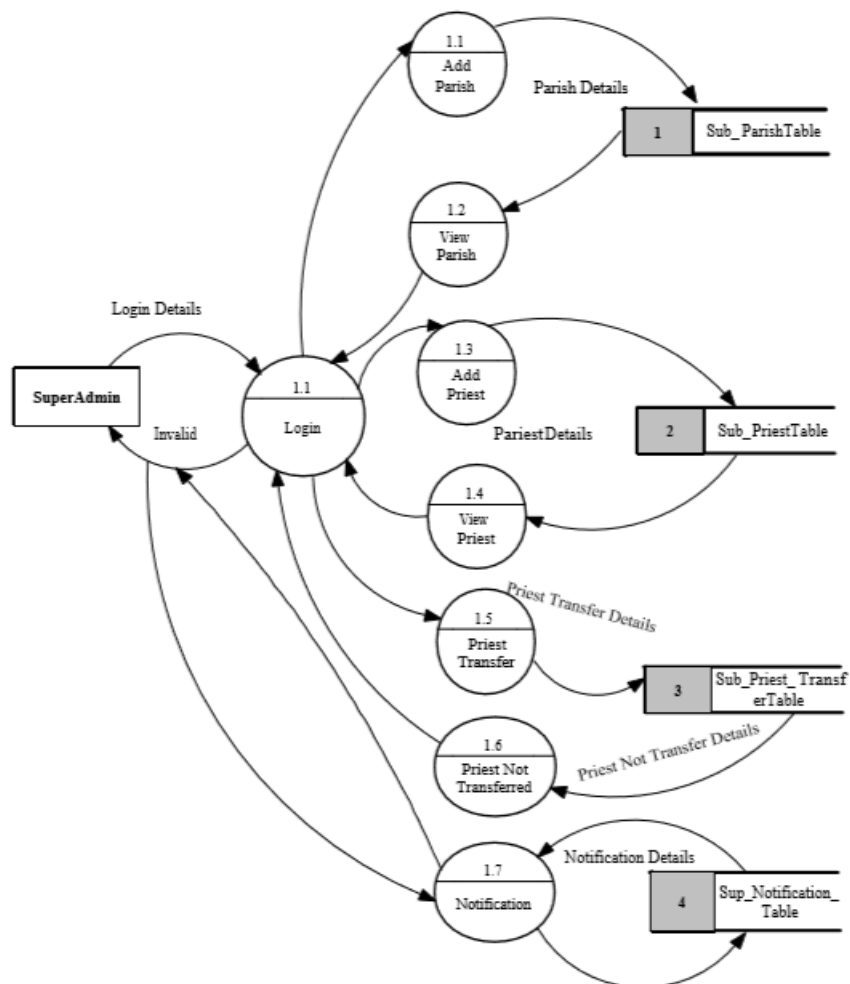 1.1
Add
Parish
Parish Details
1
Sub_ParishTable
1.2
View
Parish
Login Details
SuperAdmin
1.1
Login
Invalid
1.3
Add
Priest
PariestDetails
2
Sub_PriestTable
1.4
View
Priest
Priest Transfer Details
1.5
Priest
Transfer
3
Sub_Priest_Transf
erTable
Priest Not Transfer Details
1.6
Priest Not
Transferred
Notification Details
1.7
Notification
4
Sup_Notification_
Table